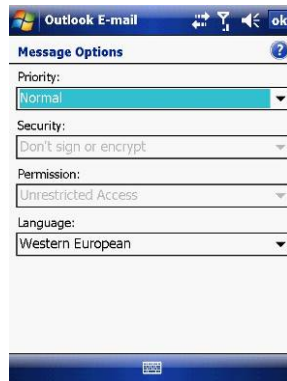 Outlook E-mail
ok
Message Options
?
Priority:
Normal
Security:
Don't sign or encrypt
Permission:
Unrestricted Access
Language:
Western European